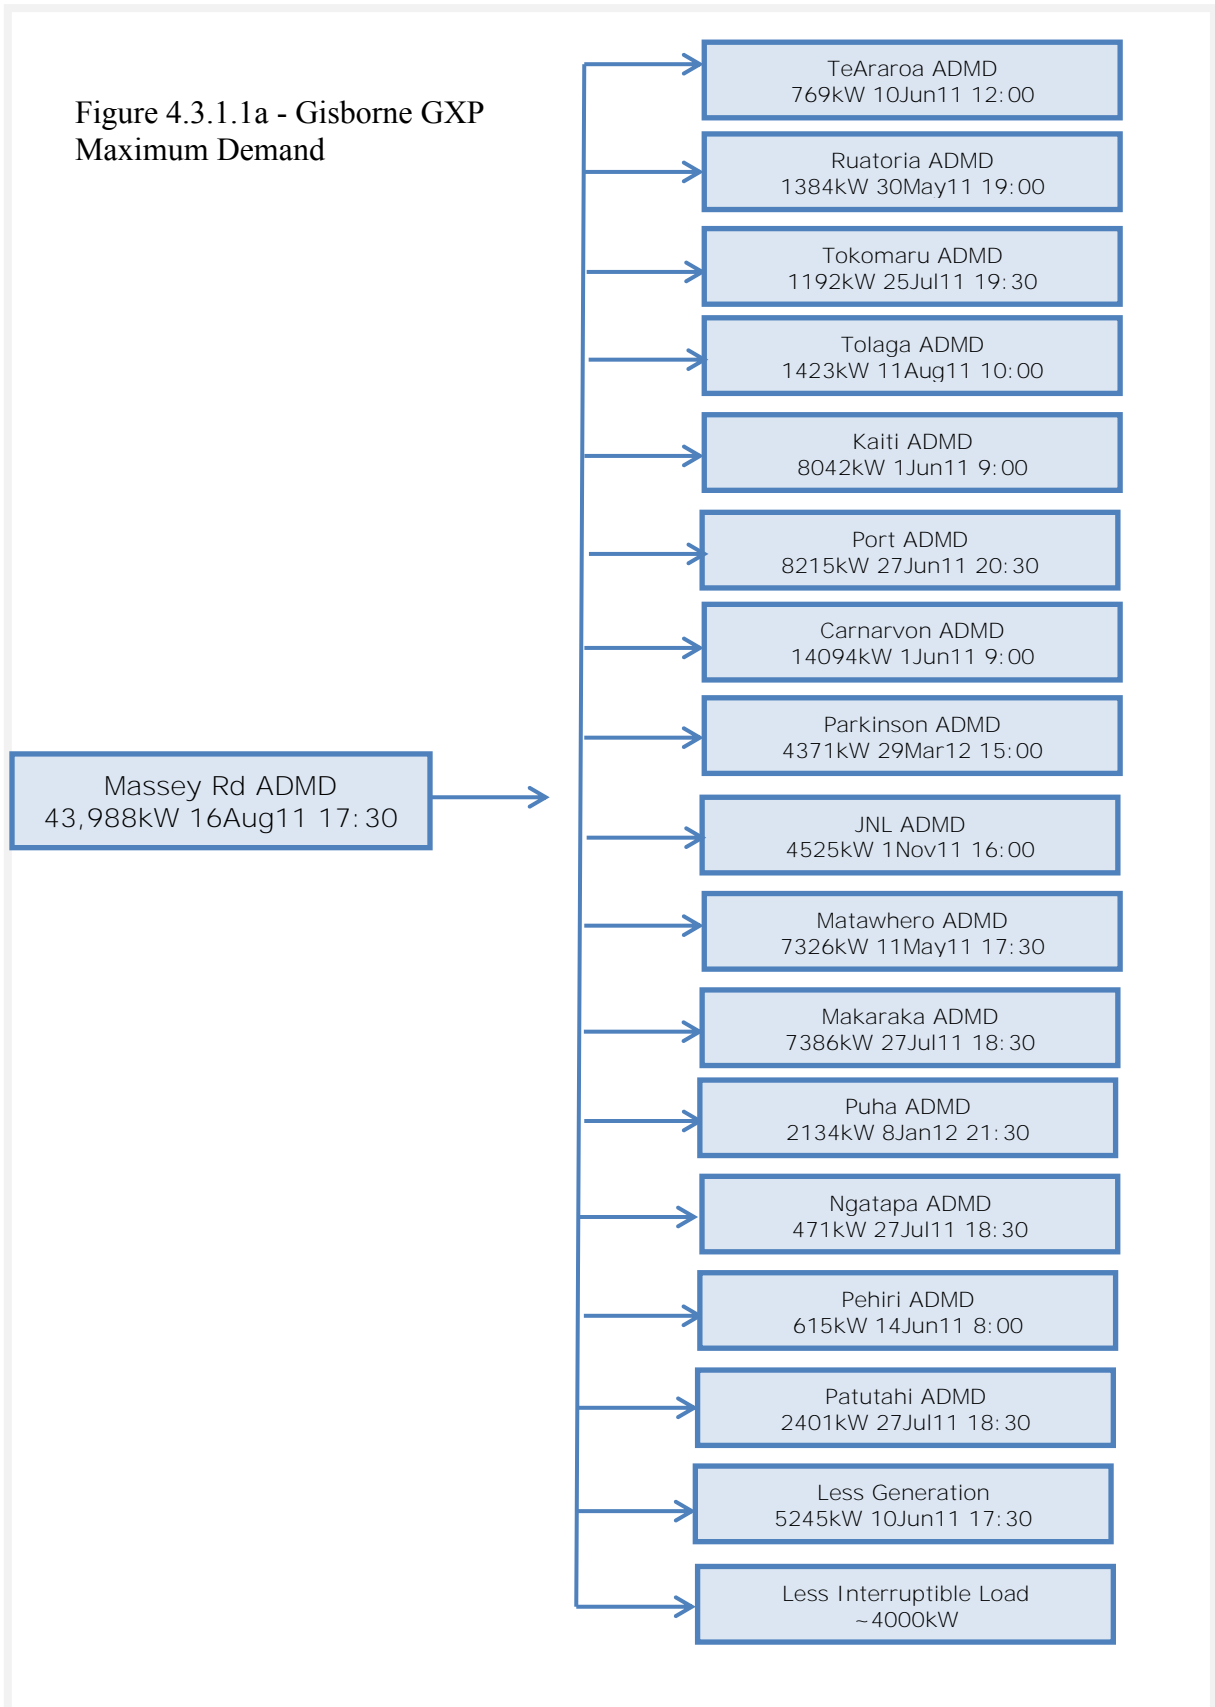 Figure 4.3.1.1a - Gisborne GXP
Maximum Demand
Massey Rd ADMD
43,988kW 16Aug11 17:30
TeAraroa ADMD
769kW 10Jun11 12:00
Ruatoria ADMD
1384kW 30May11 19:00
Tokomaru ADMD
1192kW 25Jul11 19:30
Tolaga ADMD
1423kW 11Aug11 10:00
Kaiti ADMD
8042kW 1Jun11 9:00
Port ADMD
8215kW 27Jun11 20:30
Carnarvon ADMD
14094kW 1Jun11 9:00
Parkinson ADMD
4371kW 29Mar12 15:00
JNL ADMD
4525kW 1Nov11 16:00
Matawhero ADMD
7326kW 11May11 17:30
Makaraka ADMD
7386kW 27Jul11 18:30
Puha ADMD
2134kW 8Jan12 21:30
Ngatapa ADMD
471kW 27Jul11 18:30
Pehiri ADMD
615kW 14Jun11 8:00
Patutahi ADMD
2401kW 27Jul11 18:30
Less Generation
5245kW 10Jun11 17:30
Less Interruptible Load
~4000kW